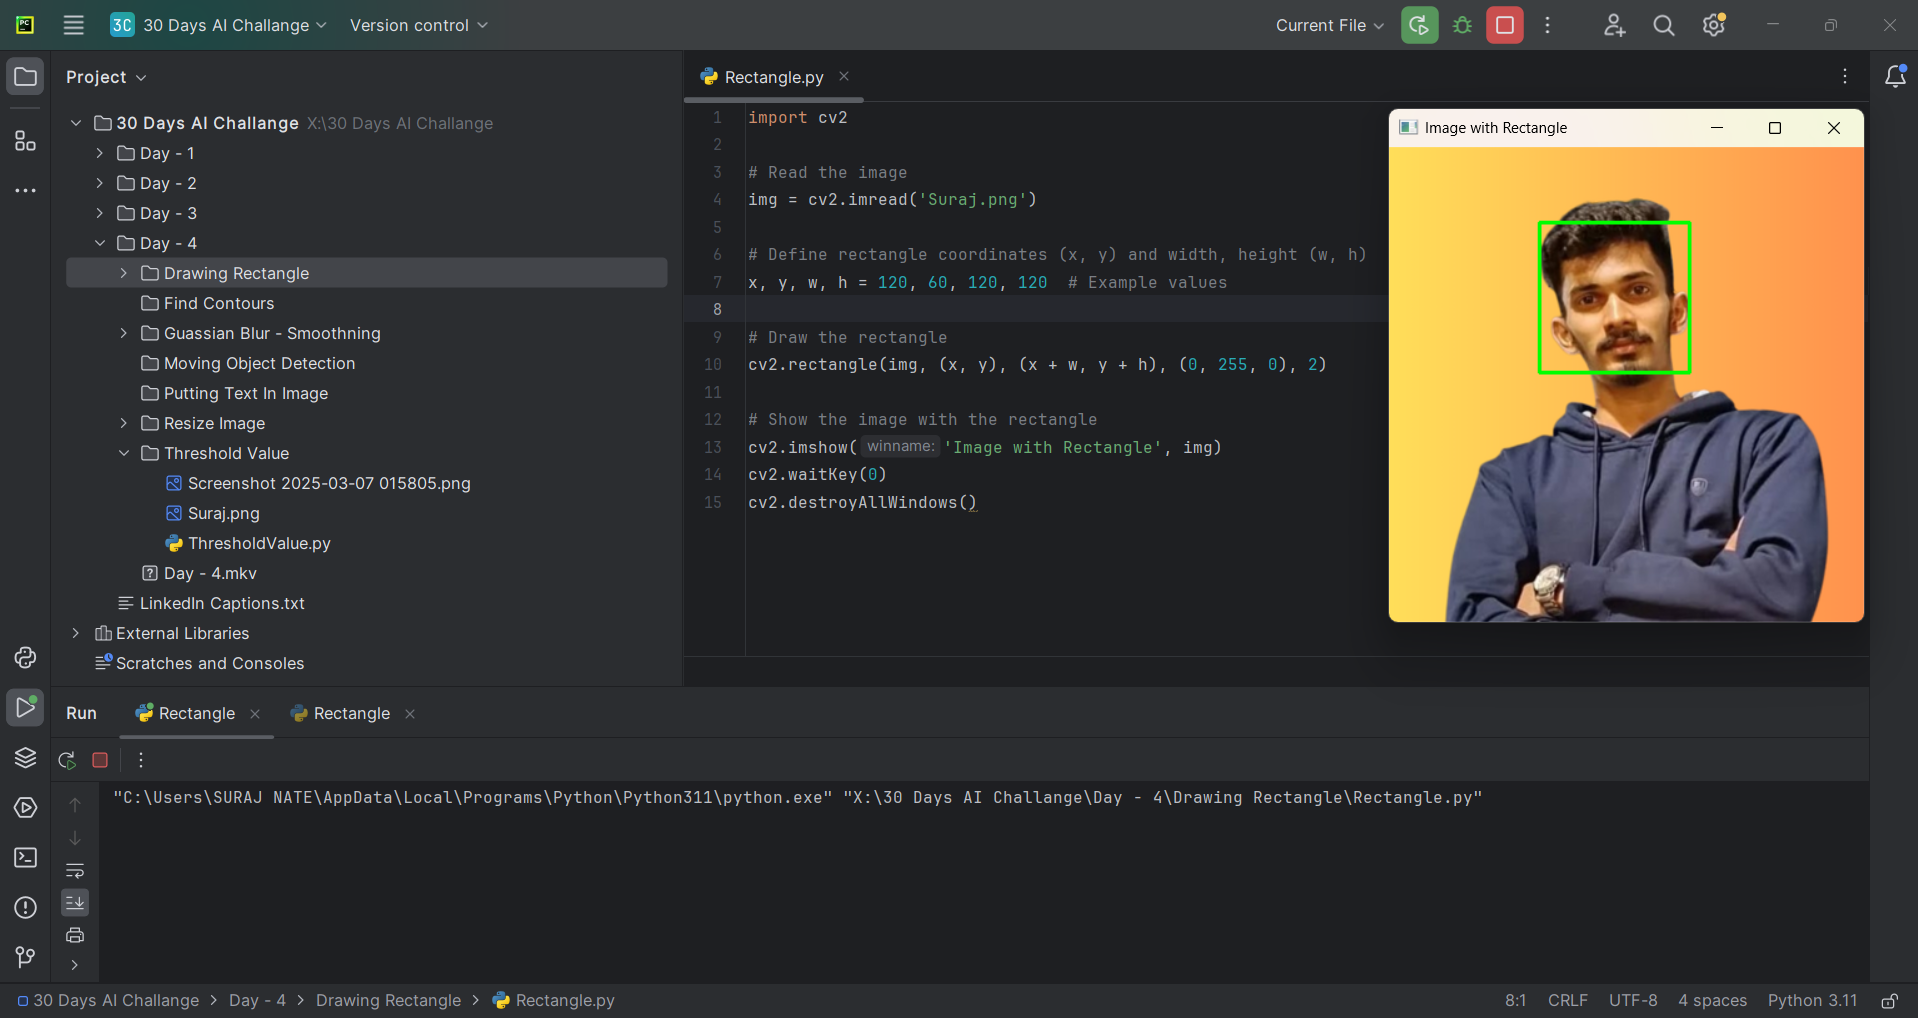 PC
3C 30 Days AI Challange Version control Current File
Project
30 Days AI Challange X:\30 Days AI Challange
Day - 1
Day - 2
Day - 3
Day - 4
Drawing Rectangle
Find Contours
Guassian Blur - Smoothning
Moving Object Detection
Putting Text In Image
Resize Image
Threshold Value
Screenshot 2025-03-07 015805.png
Suraj.png
ThresholdValue.py
Day - 4.mkv
LinkedIn Captions.txt
External Libraries
Scratches and Consoles
Rectangle.py
1 import cv2
2
3 # Read the image
4 img = cv2.imread('Suraj.png')
5
6 # Define rectangle coordinates (x, y) and width, height (w, h)
7 x, y, w, h = 120, 60, 120, 120  # Example values
8
9 # Draw the rectangle
10 cv2.rectangle(img, (x, y), (x + w, y + h), (0, 255, 0), 2)
11
12 # Show the image with the rectangle
13 cv2.imshow( winname: 'Image with Rectangle', img)
14 cv2.waitKey(0)
15 cv2.destroyAllWindows()
Image with Rectangle
Run Rectangle Rectangle
"C:\Users\SURAJ NATE\AppData\Local\Programs\Python\Python311\python.exe" "X:\30 Days AI Challange\Day - 4\Drawing Rectangle\Rectangle.py"
30 Days AI Challange > Day - 4 > Drawing Rectangle > Rectangle.py 8:1 CRLF UTF-8 4 spaces Python 3.11